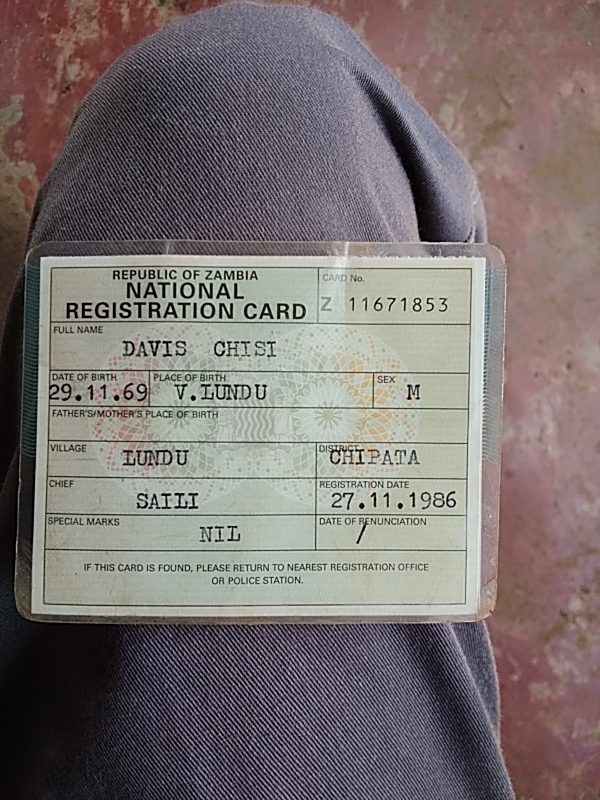 REPUBLIC OF ZAMBIA
NATIONAL
REGISTRATION CARD
CARD No.
Z 11671853
FULL NAME
DAVIS CHISI
DATE OF BIRTH
29.11.69
PLACE OF BIRTH
V.LUNDU
SEX
M
FATHER'S/MOTHER'S PLACE OF BIRTH
VILLAGE
LUNDU
DISTRICT
CHIPATA
CHIEF
SAILI
REGISTRATION DATE
27.11.1986
SPECIAL MARKS
NIL
DATE OF RENUNCIATION
/
IF THIS CARD IS FOUND, PLEASE RETURN TO NEAREST REGISTRATION OFFICE
OR POLICE STATION.